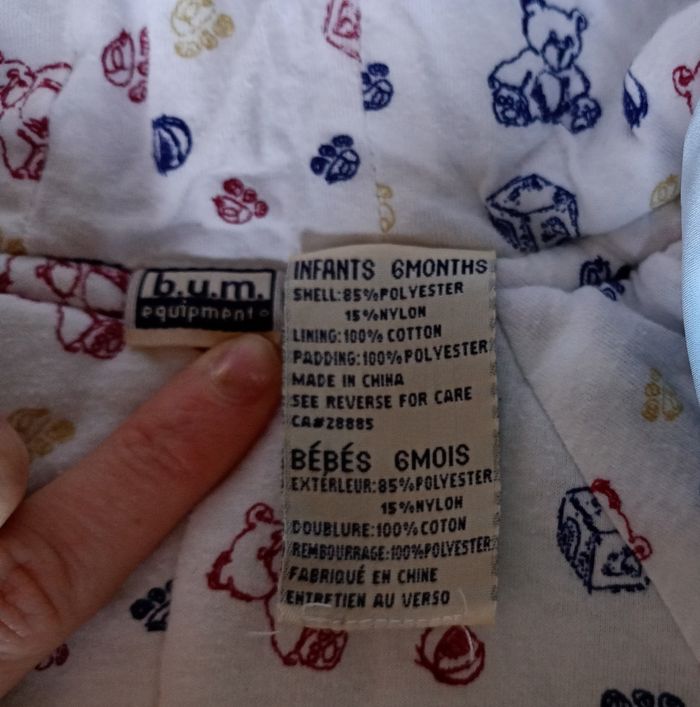 b.u.m.
equipment
INFANTS 6MONTHS
SHELL:85%POLYESTER
15%NYLON
LINING:100% COTTON
PADDING:100%POLYESTER
MADE IN CHINA
SEE REVERSE FOR CARE
CA#28885
BÉBÉS 6MOIS
EXTÉRLEUR:85%POLYESTER
15%NYLON
DOUBLURE:100%COTON
REMBOURRAGE:100%POLYESTER
FABRIQUÉ EN CHINE
ENTRETIEN AU VERSO